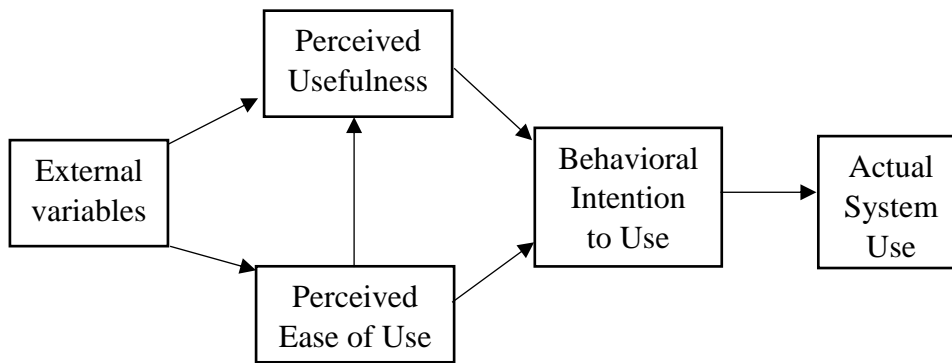 Perceived
Usefulness
External
variables
Behavioral
Intention
to Use
Actual
System
Use
Perceived
Ease of Use